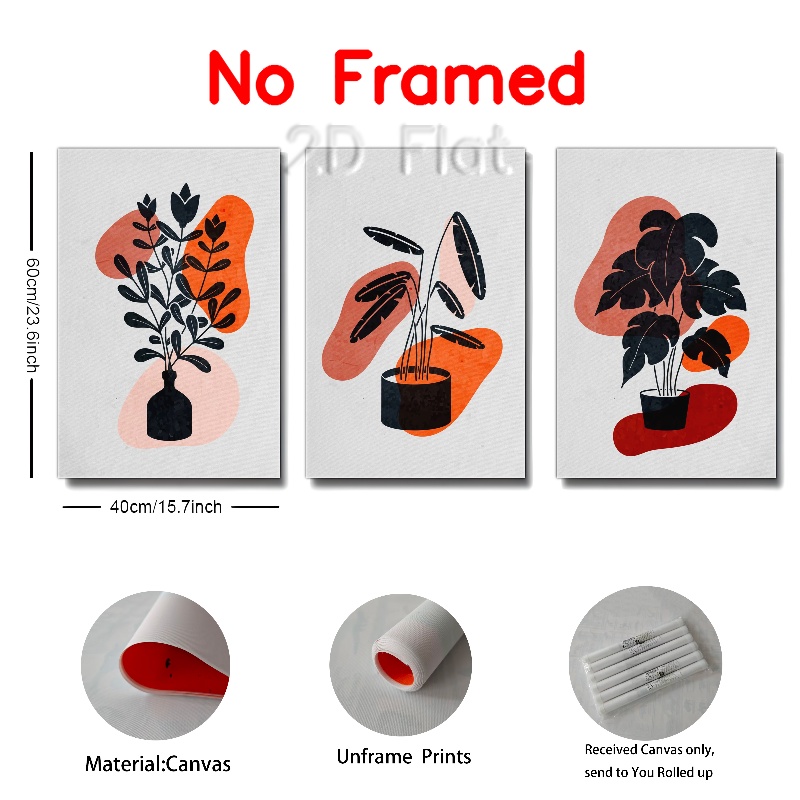 No Framed
2D Flat
60cm/23.6inch
40cm/15.7inch
Material:Canvas
Unframe Prints
Received Canvas only,
send to You Rolled up